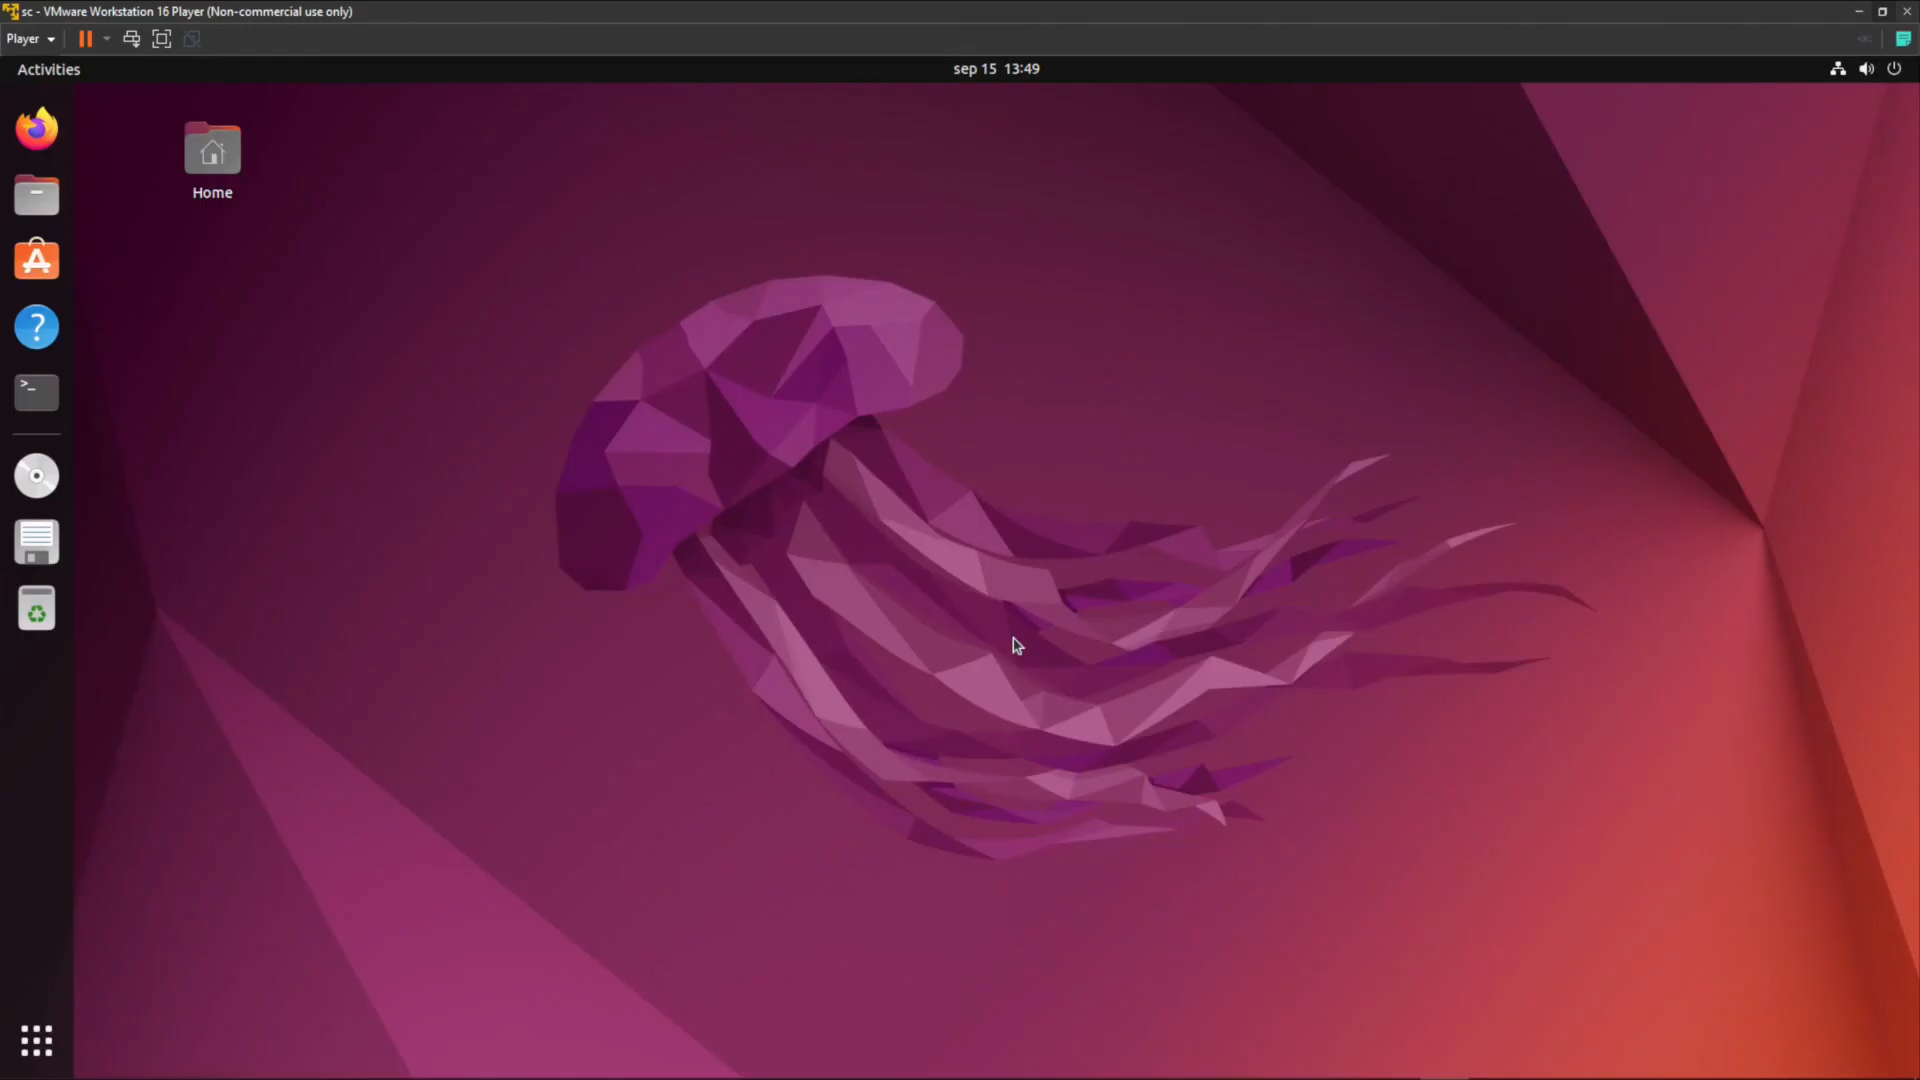 sc - VMware Workstation 16 Player (Non-commercial use only)
Player
Activities
sep 15 13:49
Home